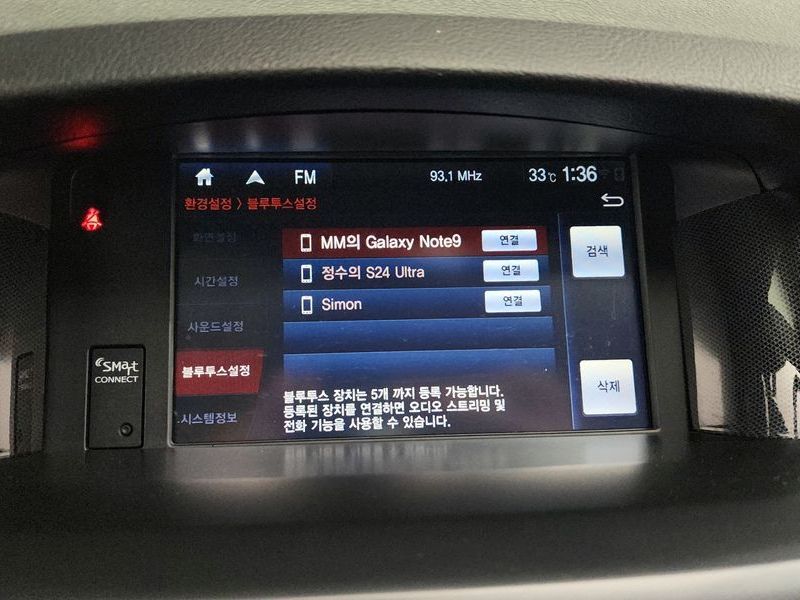 FM 93.1 MHz 33℃ 1:36
환경설정 > 블루투스설정
화면설정
시간설정
사운드설정
블루투스설정
시스템정보
MM의 Galaxy Note9 연결
정수의 S24 Ultra 연결
Simon 연결
블루투스 장치는 5개 까지 등록 가능합니다.
등록된 장치를 연결하면 오디오 스트리밍 및
전화 기능을 사용할 수 있습니다.
검색
삭제
SMart
CONNECT